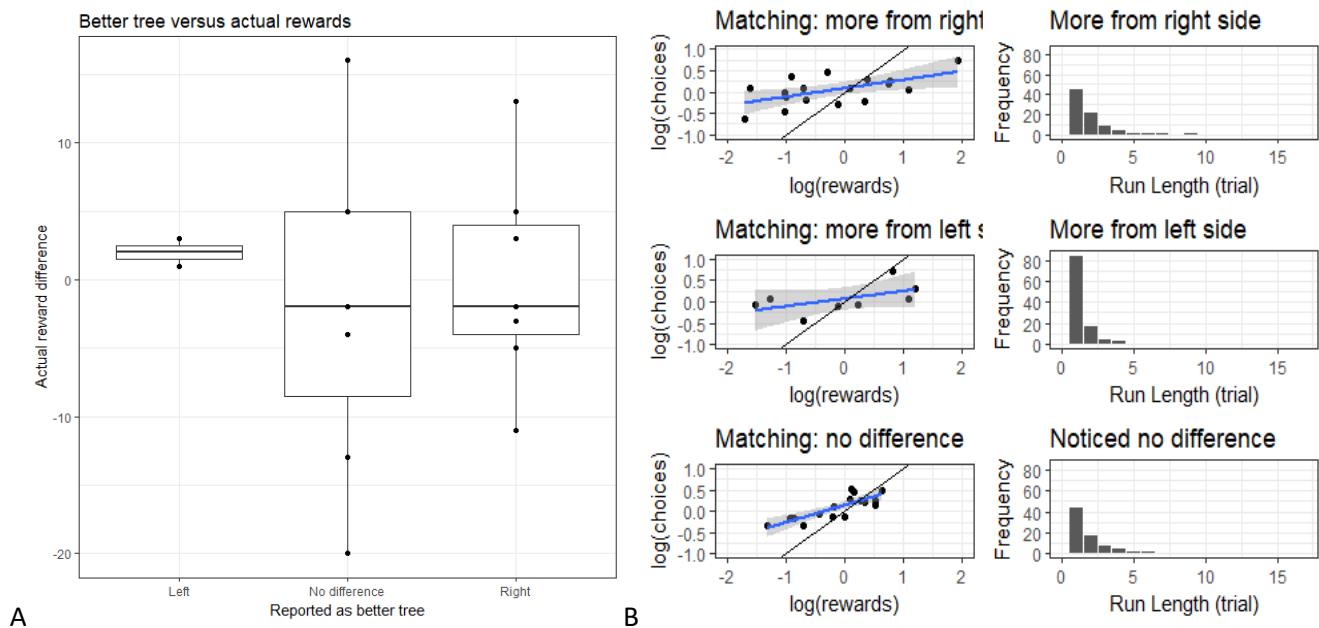 Better tree versus actual rewards
Actual reward difference
10
0
-10
-20
Left No difference Right
Reported as better tree
A
Matching: more from right
log(choices)
1.0
0.5
0.0
-0.5
-1.0
-2 -1 0 1 2
log(rewards)
More from right side
Frequency
80
60
40
20
0
0 5 10 15
Run Length (trial)
Matching: more from left s
log(choices)
1.0
0.5
0.0
-0.5
-1.0
-2 -1 0 1 2
log(rewards)
More from left side
Frequency
80
60
40
20
0
0 5 10 15
Run Length (trial)
Matching: no difference
log(choices)
1.0
0.5
0.0
-0.5
-1.0
-2 -1 0 1 2
log(rewards)
Noticed no difference
Frequency
80
60
40
20
0
0 5 10 15
Run Length (trial)
B